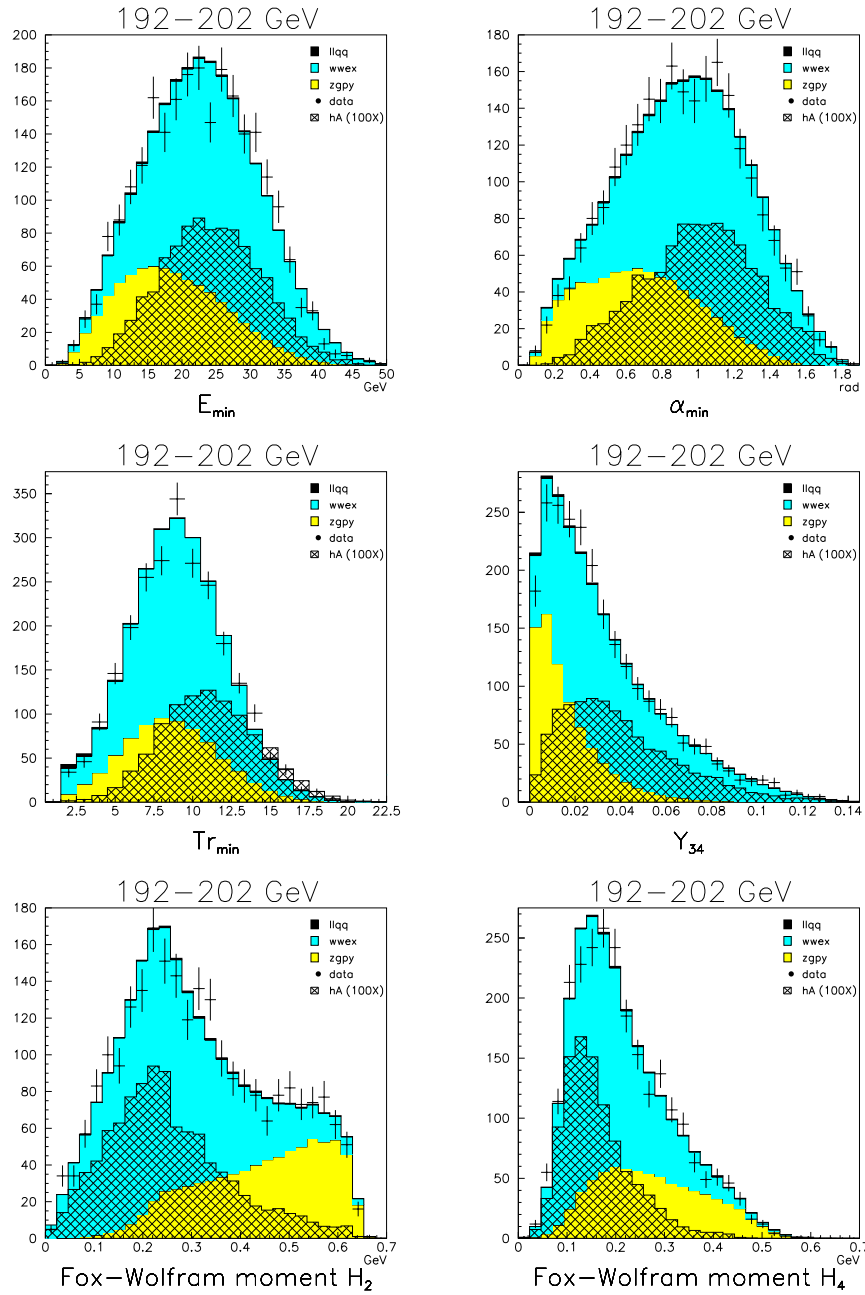 192–202 GeV
200
180
160
140
120
100
80
60
40
20
0
llqq
wwex
zgpy
data
hA (100X)
0 5 10 15 20 25 30 35 40 45 50
GeV
E_min
192–202 GeV
180
160
140
120
100
80
60
40
20
0
llqq
wwex
zgpy
data
hA (100X)
0 0.2 0.4 0.6 0.8 1 1.2 1.4 1.6 1.8
rad
α_min
192–202 GeV
350
300
250
200
150
100
50
0
llqq
wwex
zgpy
data
hA (100X)
2.5 5 7.5 10 12.5 15 17.5 20 22.5
Tr_min
192–202 GeV
250
200
150
100
50
0
llqq
wwex
zgpy
data
hA (100X)
0 0.02 0.04 0.06 0.08 0.1 0.12 0.14
Y_34
192–202 GeV
180
160
140
120
100
80
60
40
20
0
llqq
wwex
zgpy
data
hA (100X)
0 0.1 0.2 0.3 0.4 0.5 0.6 0.7
GeV
Fox–Wolfram moment H_2
192–202 GeV
250
200
150
100
50
0
llqq
wwex
zgpy
data
hA (100X)
0 0.1 0.2 0.3 0.4 0.5 0.6 0.7
GeV
Fox–Wolfram moment H_4